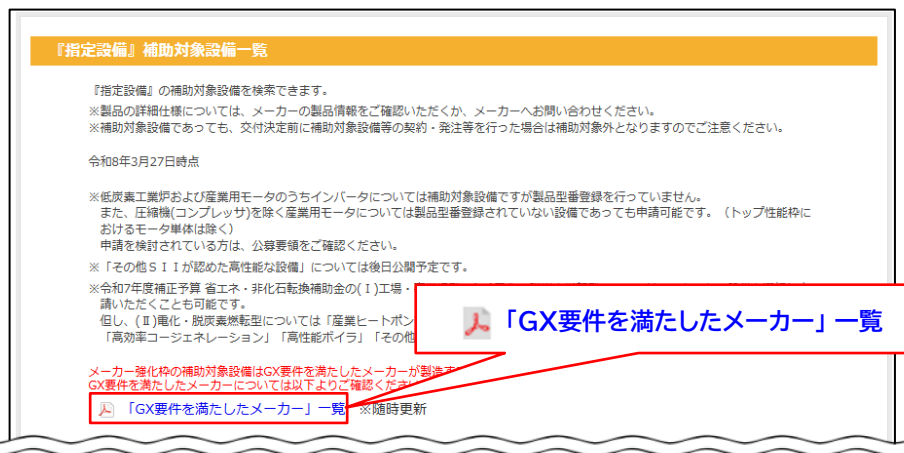 『指定設備』補助対象設備一覧
『指定設備』の補助対象設備を検索できます。
※製品の詳細仕様については、メーカーの製品情報をご確認いただくか、メーカーへお問い合わせください。
※補助対象設備であっても、交付決定前に補助対象設備等の契約・発注等を行った場合は補助対象外となりますのでご注意ください。
令和8年3月27日時点
※低炭素工業炉および産業用モータのうちインバータについては補助対象設備ですが製品型番登録を行っていません。
また、圧縮機(コンプレッサ)を除く産業用モータについては製品型番登録されていない設備であっても申請可能です。（トップ性能枠に
おけるモータ単体は除く）
申請を検討されている方は、公募要領をご確認ください。
※「その他ＳＩＩが認めた高性能な設備」については後日公開予定です。
※令和7年度補正予算 省エネ・非化石転換補助金の(Ⅰ)工場・
請いただくことも可能です。
但し、(Ⅱ)電化・脱炭素燃転型については「産業ヒートポン
「高効率コージェネレーション」「高性能ボイラ」「その他
「GX要件を満たしたメーカー」一覧
メーカー強化枠の補助対象設備はGX要件を満たしたメーカーが製造す
GX要件を満たしたメーカーについては以下よりご確認くださ
「GX要件を満たしたメーカー」一覧 ※随時更新